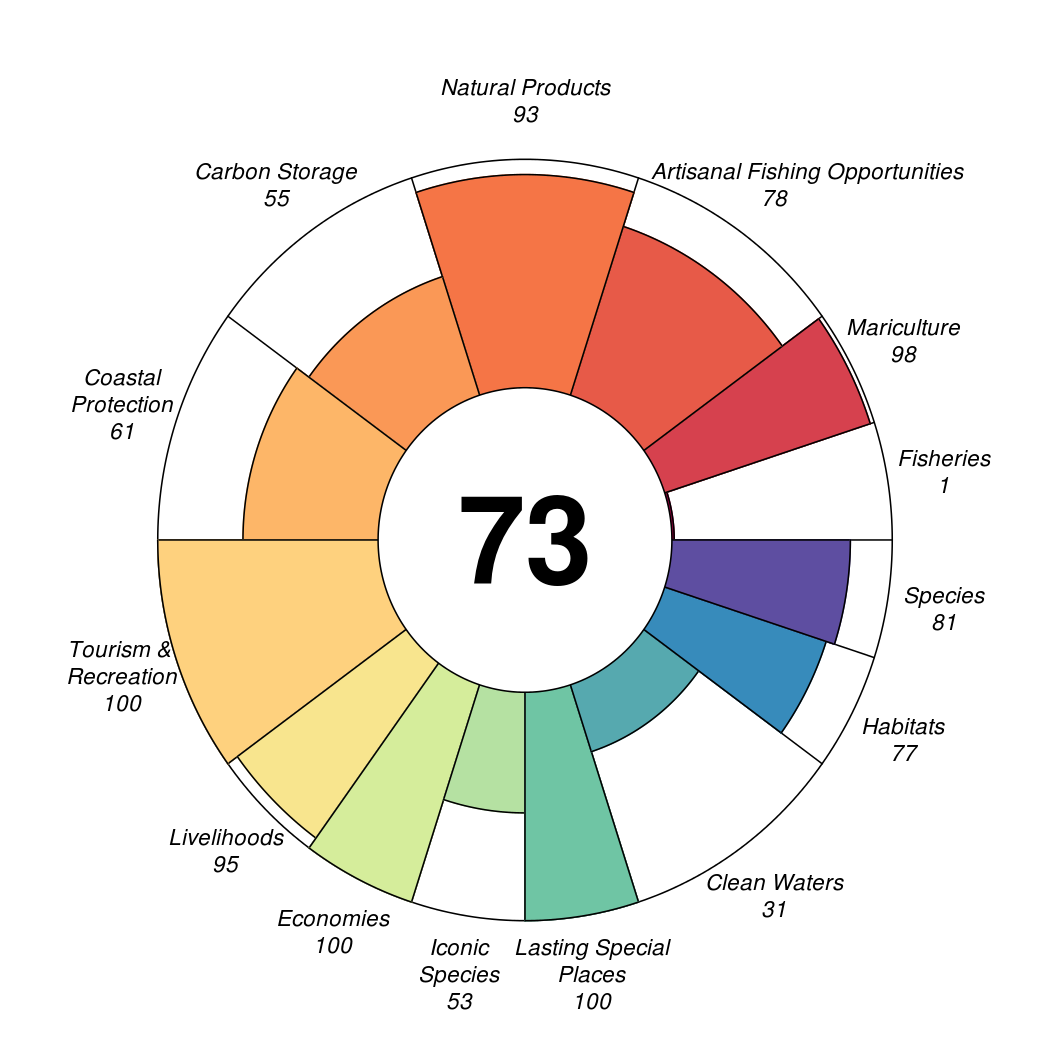 Natural Products
93
Carbon Storage
55
Artisanal Fishing Opportunities
78
Mariculture
98
Coastal
Protection
61
Fisheries
1
73
Species
81
Tourism &
Recreation
100
Habitats
77
Livelihoods
95
Clean Waters
31
Economies
100
Iconic
Species
53
Lasting Special
Places
100